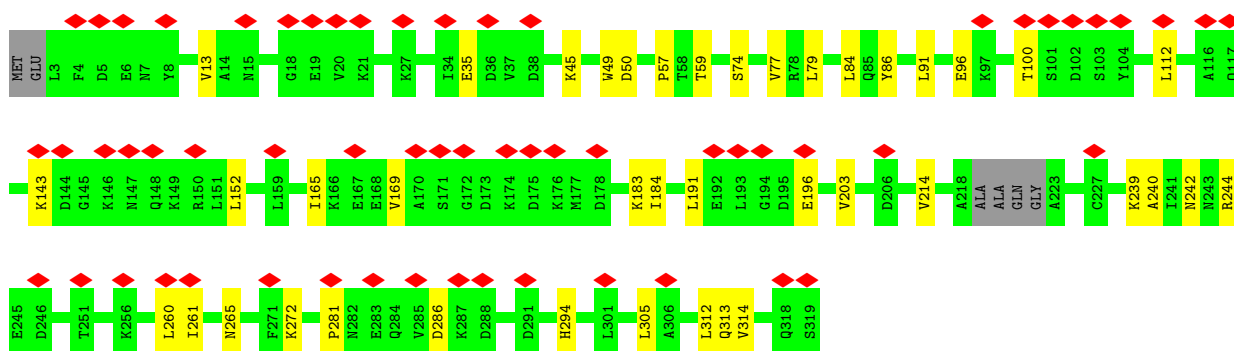 MET GLU L3 F4 D5 E6 N7 Y8 V13 A14 N15 G18 E19 V20 K21 K27 I34 E35 D36 V37 D38 K45 W49 D50 P57 T58 T59 S74 V77 R78 L79 L84 Q85 Y86 L91 E96 K97 T100 S101 D102 S103 Y104 L112 A116
K143 D144 G145 K146 N147 Q148 K149 R150 L151 L152 L159 I165 K166 E167 E168 V169 A170 S171 G172 D173 K174 D175 K176 M177 D178 K183 I184 L191 E192 L193 G194 D195 E196 V203 D206 V214 A218 ALA ALA GLN GLY A223 C227 K239 A240 I241 N242 N243 R244
E245 D246 T251 K256 L260 I261 N265 F271 K272 P281 N282 E283 Q284 V285 D286 K287 D288 D291 H294 L301 L305 A306 L312 Q313 V314 Q318 S319